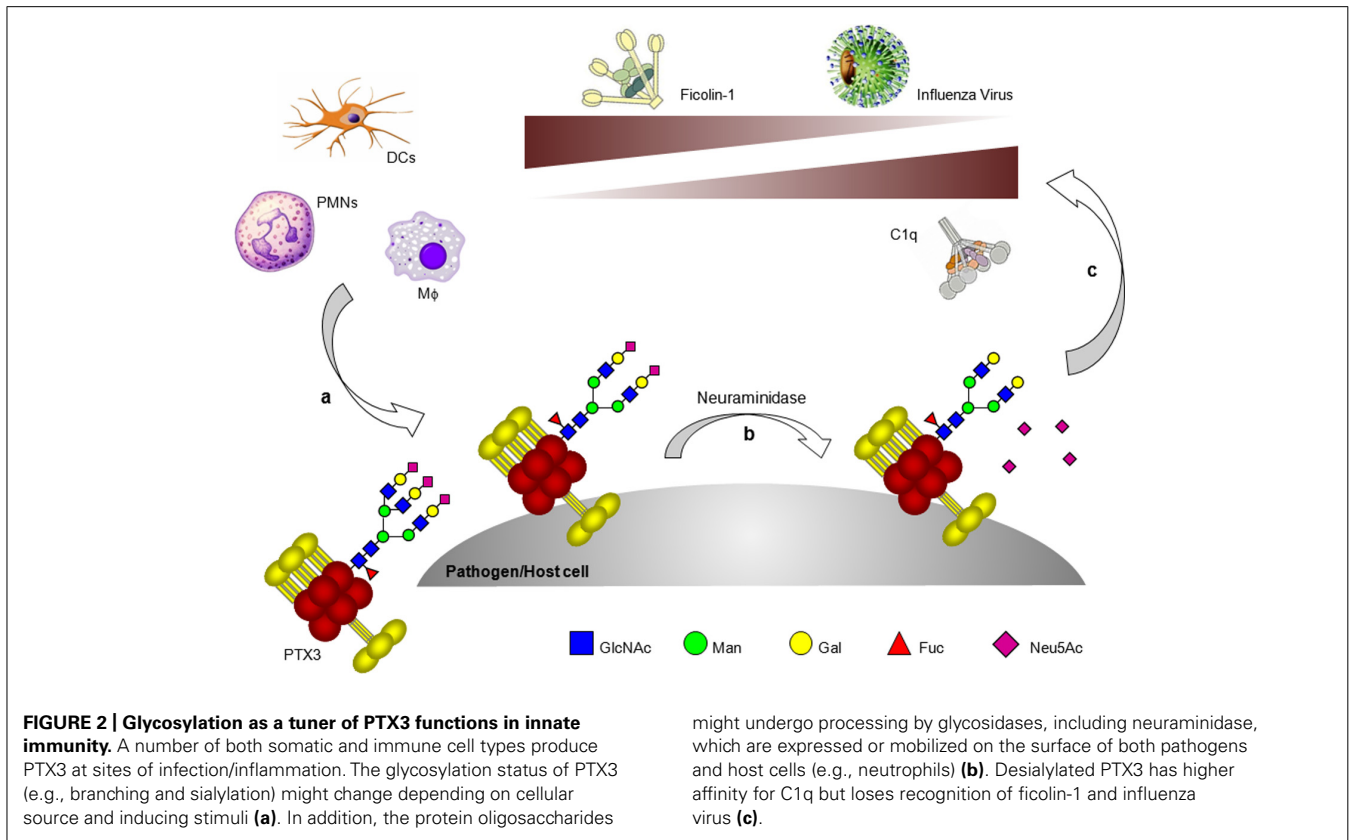 Ficolin-1
Influenza Virus
DCs
PMNs
Mϕ
C1q
c
a
Neuraminidase
b
Pathogen/Host cell
PTX3
GlcNAc
Man
Gal
Fuc
Neu5Ac
FIGURE 2 | Glycosylation as a tuner of PTX3 functions in innate
immunity. A number of both somatic and immune cell types produce
PTX3 at sites of infection/inflammation. The glycosylation status of PTX3
(e.g., branching and sialylation) might change depending on cellular
source and inducing stimuli (a). In addition, the protein oligosaccharides
might undergo processing by glycosidases, including neuraminidase,
which are expressed or mobilized on the surface of both pathogens
and host cells (e.g., neutrophils) (b). Desialylated PTX3 has higher
affinity for C1q but loses recognition of ficolin-1 and influenza
virus (c).